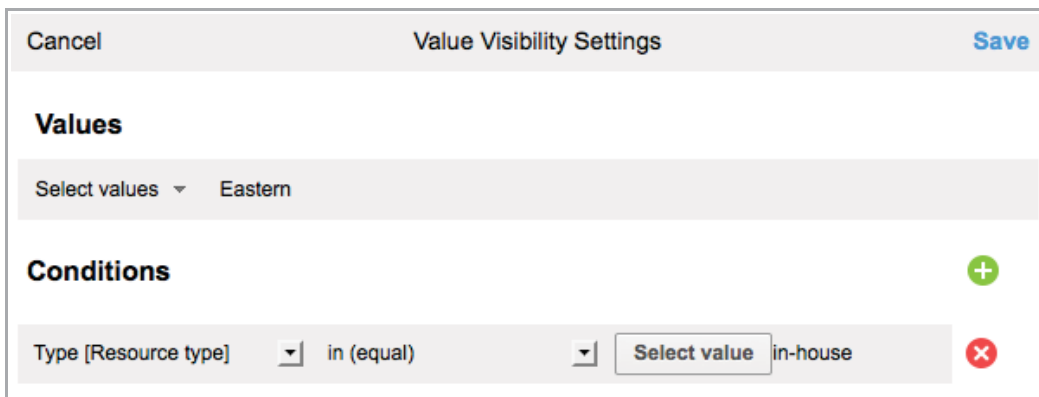 Cancel Value Visibility Settings Save
Values
Select values Eastern
Conditions
Type [Resource type] in (equal) Select value in-house